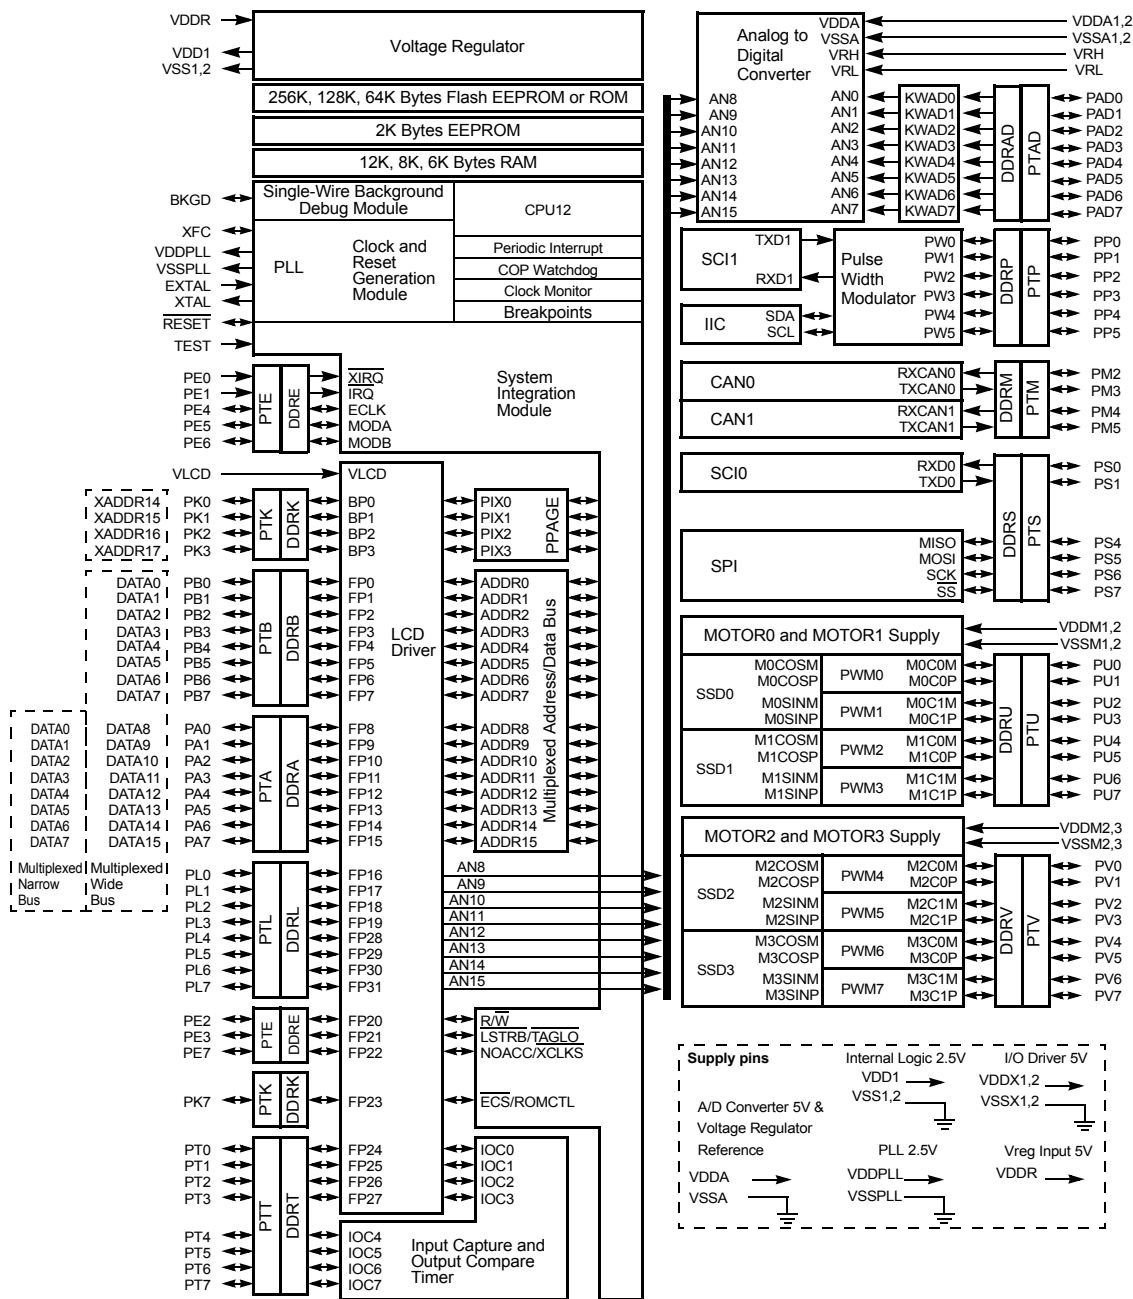 VDDR
VDD1
VSS1,2
Voltage Regulator
256K, 128K, 64K Bytes Flash EEPROM or ROM
2K Bytes EEPROM
12K, 8K, 6K Bytes RAM
BKGD
Single-Wire Background
Debug Module
CPU12
XFC
VDDPLL
VSSPLL
EXTAL
XTAL
RESET
TEST
PLL
Clock and
Reset
Generation
Module
Periodic Interrupt
COP Watchdog
Clock Monitor
Breakpoints
System
Integration
Module
PE0
PE1
PE4
PE5
PE6
PTE
DDRE
XIRQ
IRQ
ECLK
MODA
MODB
VLCD
VLCD
XADDR14
XADDR15
XADDR16
XADDR17
PK0
PK1
PK2
PK3
PTK
DDRK
BP0
BP1
BP2
BP3
PIX0
PIX1
PIX2
PIX3
PPAGE
DATA0
DATA1
DATA2
DATA3
DATA4
DATA5
DATA6
DATA7
PB0
PB1
PB2
PB3
PB4
PB5
PB6
PB7
PTB
DDRB
FP0
FP1
FP2
FP3
FP4
FP5
FP6
FP7
LCD
Driver
ADDR0
ADDR1
ADDR2
ADDR3
ADDR4
ADDR5
ADDR6
ADDR7
Multiplexed Address/Data Bus
DATA0
DATA1
DATA2
DATA3
DATA4
DATA5
DATA6
DATA7
Multiplexed
Narrow
Bus
DATA8
DATA9
DATA10
DATA11
DATA12
DATA13
DATA14
DATA15
Multiplexed
Wide
Bus
PA0
PA1
PA2
PA3
PA4
PA5
PA6
PA7
PTA
DDRA
FP8
FP9
FP10
FP11
FP12
FP13
FP14
FP15
ADDR8
ADDR9
ADDR10
ADDR11
ADDR12
ADDR13
ADDR14
ADDR15
PL0
PL1
PL2
PL3
PL4
PL5
PL6
PL7
PTL
DDRL
FP16
FP17
FP18
FP19
FP28
FP29
FP30
FP31
AN8
AN9
AN10
AN11
AN12
AN13
AN14
AN15
PE2
PE3
PE7
PTE
DDRE
FP20
FP21
FP22
R/W
LSTRB/TAGLO
NOACC/XCLKS
PK7
PTK
DDRK
FP23
ECS/ROMCTL
PT0
PT1
PT2
PT3
PT4
PT5
PT6
PT7
PTT
DDRT
FP24
FP25
FP26
FP27
IOC0
IOC1
IOC2
IOC3
IOC4
IOC5
IOC6
IOC7
Input Capture and
Output Compare
Timer
Analog to
Digital
Converter
VDDA
VSSA
VRH
VRL
VDDA1,2
VSSA1,2
VRH
VRL
AN8
AN9
AN10
AN11
AN12
AN13
AN14
AN15
AN0
AN1
AN2
AN3
AN4
AN5
AN6
AN7
KWAD0
KWAD1
KWAD2
KWAD3
KWAD4
KWAD5
KWAD6
KWAD7
DDRAD
PTAD
PAD0
PAD1
PAD2
PAD3
PAD4
PAD5
PAD6
PAD7
SCI1
TXD1
RXD1
IIC
SDA
SCL
Pulse
Width
Modulator
PW0
PW1
PW2
PW3
PW4
PW5
DDRP
PTP
PP0
PP1
PP2
PP3
PP4
PP5
CAN0
RXCAN0
TXCAN0
CAN1
RXCAN1
TXCAN1
DDRM
PTM
PM2
PM3
PM4
PM5
SCI0
RXD0
TXD0
SPI
MISO
MOSI
SCK
SS
DDRS
PTS
PS0
PS1
PS4
PS5
PS6
PS7
MOTOR0 and MOTOR1 Supply
VDDM1,2
VSSM1,2
SSD0
M0COSM
M0COSP
M0SINM
M0SINP
PWM0
PWM1
M0C0M
M0C0P
M0C1M
M0C1P
SSD1
M1COSM
M1COSP
M1SINM
M1SINP
PWM2
PWM3
M1C0M
M1C0P
M1C1M
M1C1P
DDRU
PTU
PU0
PU1
PU2
PU3
PU4
PU5
PU6
PU7
MOTOR2 and MOTOR3 Supply
VDDM2,3
VSSM2,3
SSD2
M2COSM
M2COSP
M2SINM
M2SINP
PWM4
PWM5
M2C0M
M2C0P
M2C1M
M2C1P
SSD3
M3COSM
M3COSP
M3SINM
M3SINP
PWM6
PWM7
M3C0M
M3C0P
M3C1M
M3C1P
DDRV
PTV
PV0
PV1
PV2
PV3
PV4
PV5
PV6
PV7
Supply pins
Internal Logic 2.5V
VDD1
VSS1,2
I/O Driver 5V
VDDX1,2
VSSX1,2
A/D Converter 5V &
Voltage Regulator
Reference
VDDA
VSSA
PLL 2.5V
VDDPLL
VSSPLL
Vreg Input 5V
VDDR